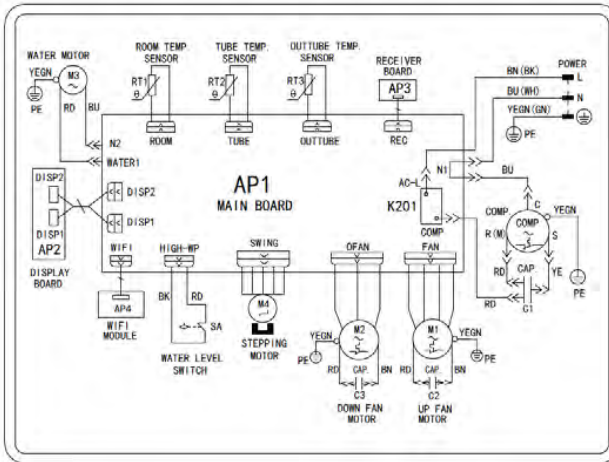 WATER MOTOR
M3
YEGN
PE
RD
BU
N2
WATER1
ROOM TEMP.
SENSOR
RT1
θ
ROOM
TUBE TEMP.
SENSOR
RT2
θ
TUBE
OUTTUBE TEMP.
SENSOR
RT3
θ
OUTTUBE
RECEIVER
BOARD
AP3
REC
POWER
BN(BK)
L
BU(WH)
N
YEGN(GN)
PE
DISP2
DISP1
AP2
DISPLAY
BOARD
DISP2
DISP1
AP1
MAIN BOARD
AC-L
K201
COMP
N1
BU
C
COMP
COMP
YEGN
R(M)
S
RD
YE
CAP.
C1
RD
PE
WIFI
AP4
WIFI
MODULE
HIGH-WP
BK
RD
SA
WATER LEVEL
SWITCH
SWING
M4
STEPPING
MOTOR
OFAN
M2
YEGN
PE
RD
CAP.
BN
C3
DOWN FAN
MOTOR
FAN
M1
YEGN
PE
RD
CAP.
BN
C2
UP FAN
MOTOR